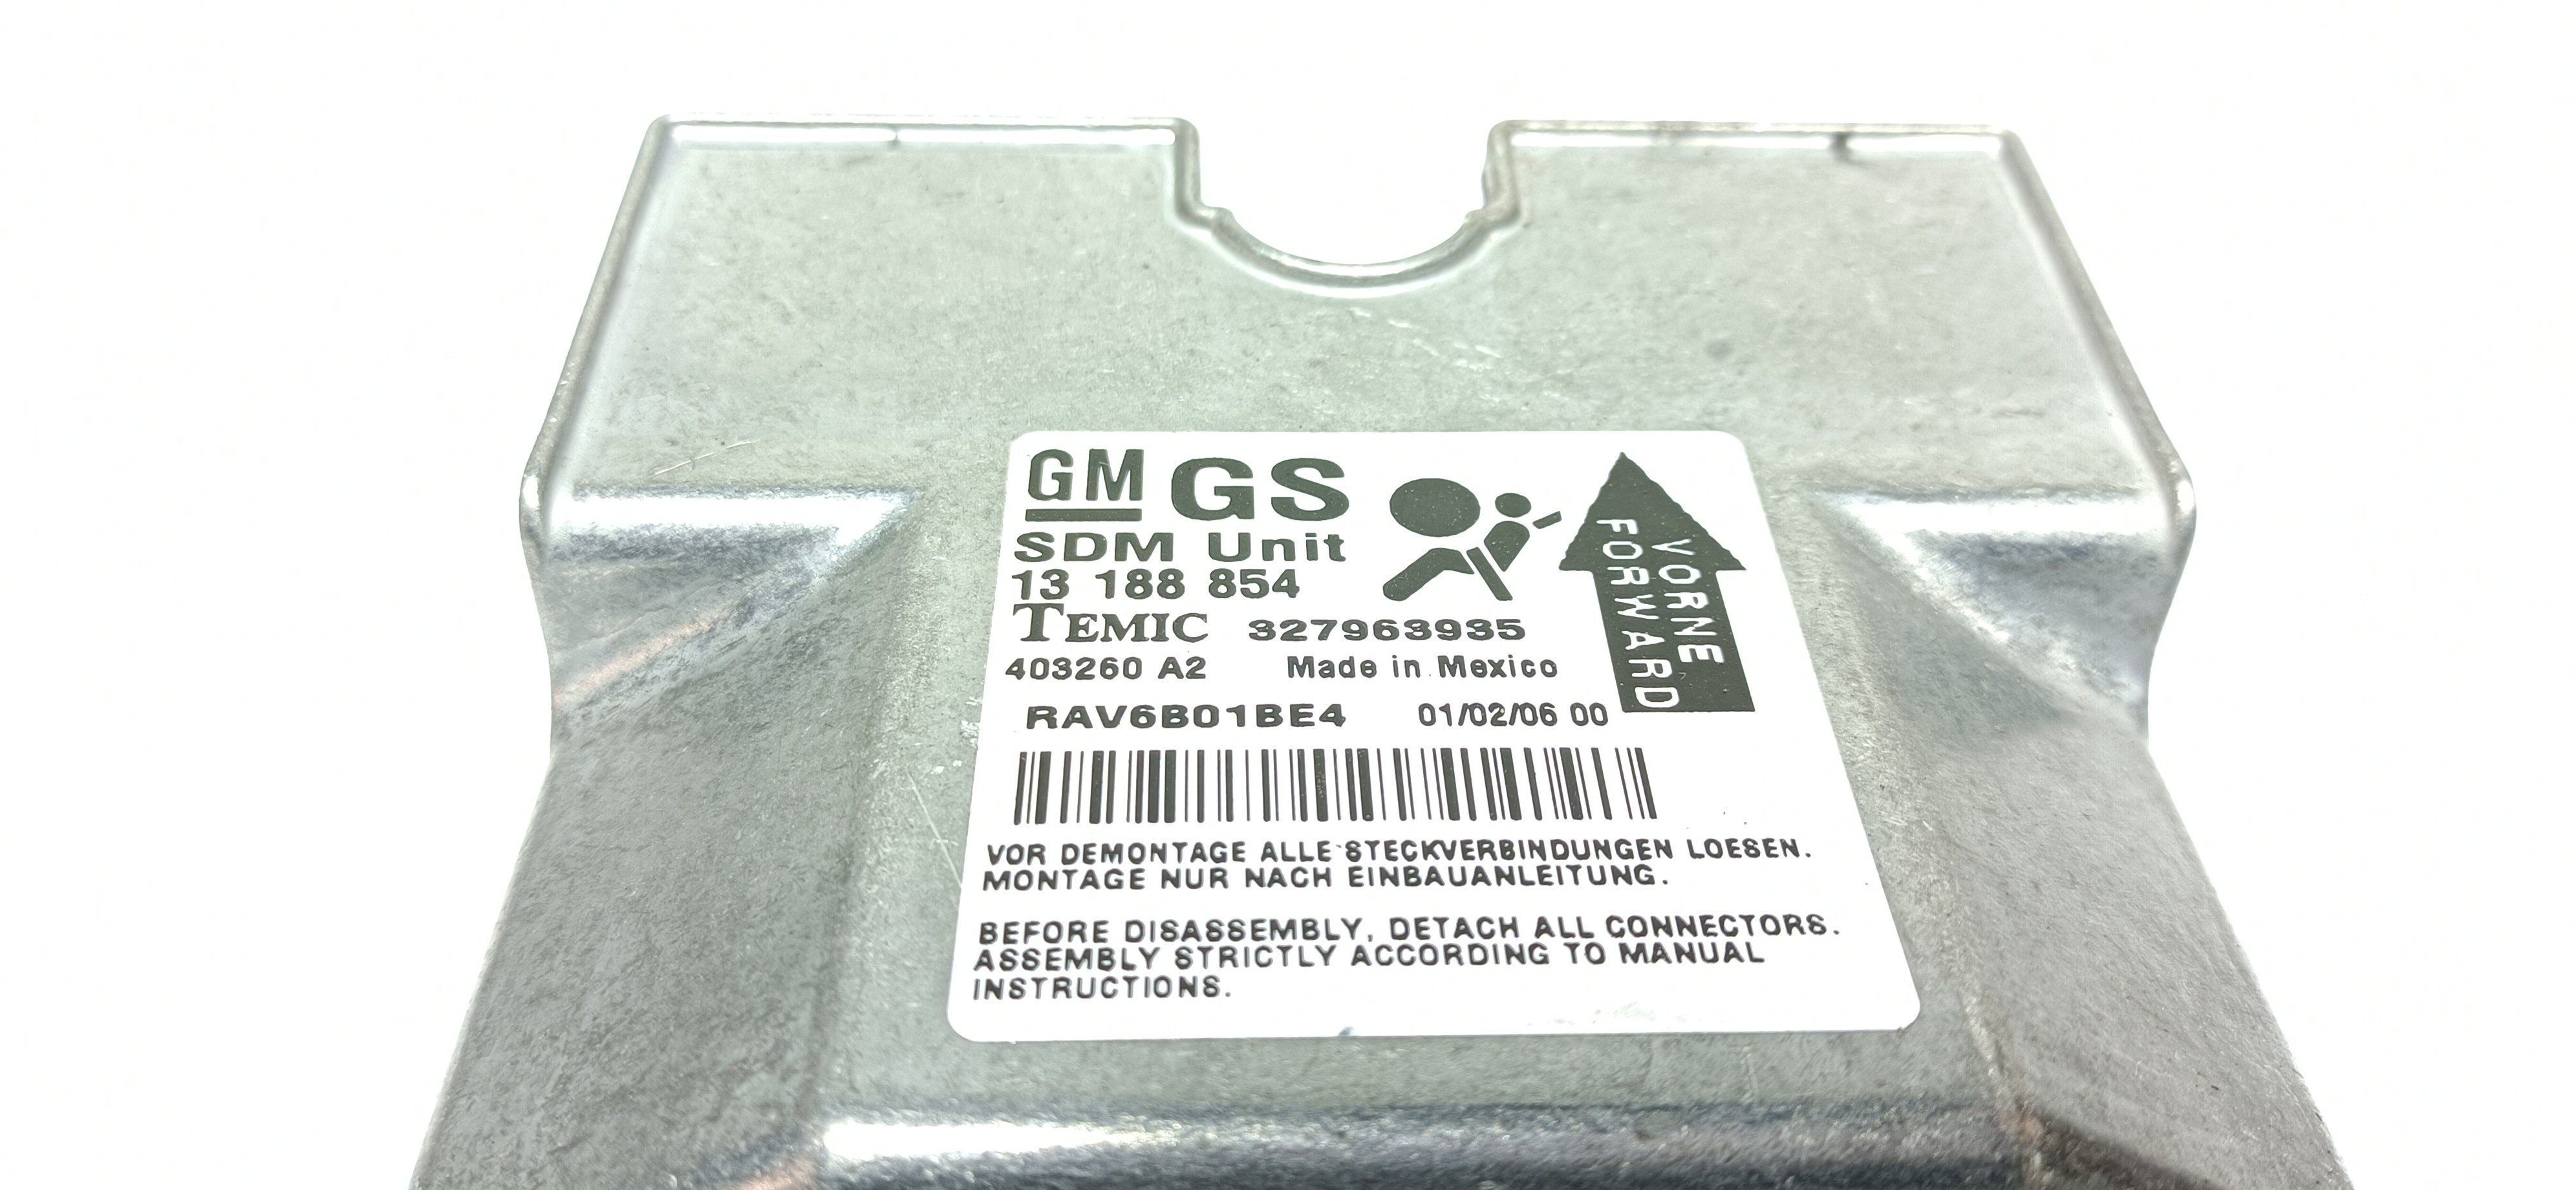 GM GS
SDM Unit
13 188 854
TEMIC 327963935
403260 A2 Made in Mexico
RAV6B01BE4 01/02/06 00
VORNE
FORWARD
VOR DEMONTAGE ALLE STECKVERBINDUNGEN LOESEN.
MONTAGE NUR NACH EINBAUANLEITUNG.
BEFORE DISASSEMBLY, DETACH ALL CONNECTORS.
ASSEMBLY STRICTLY ACCORDING TO MANUAL
INSTRUCTIONS.